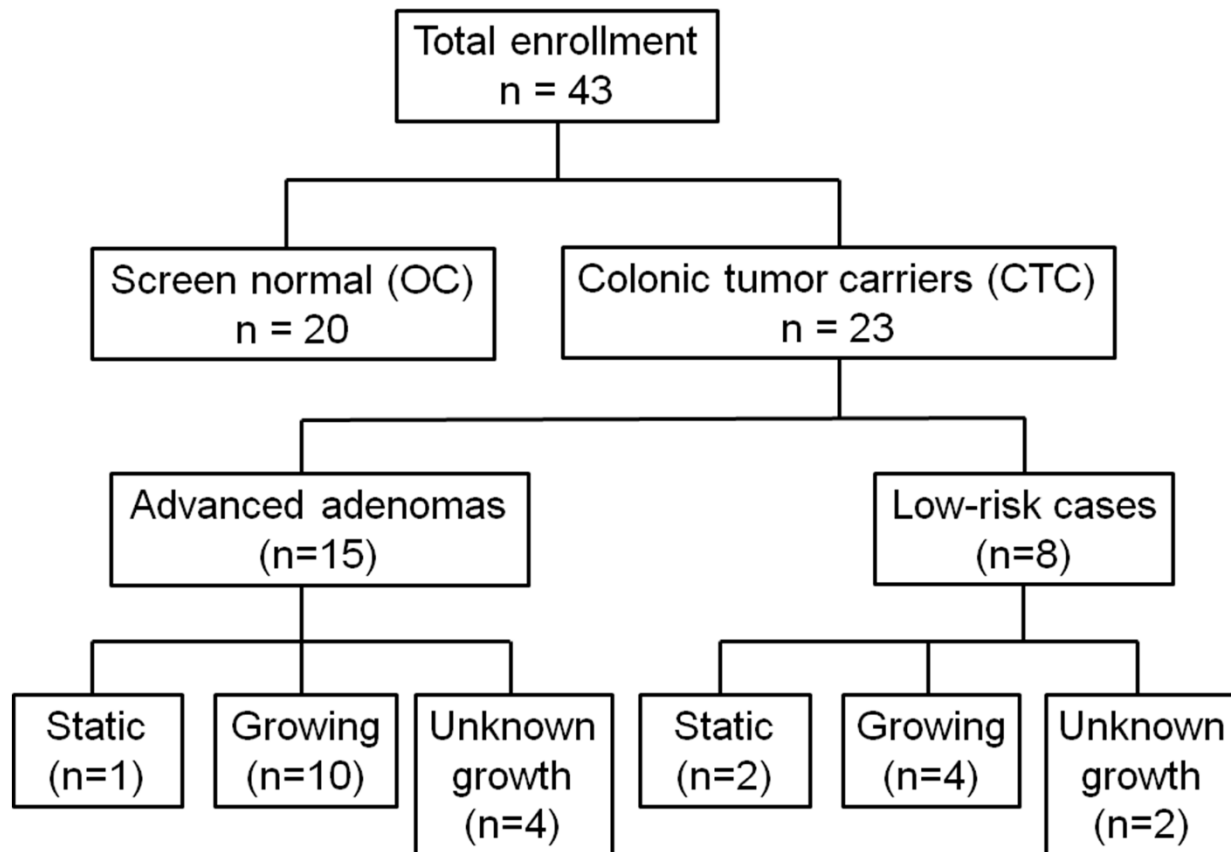 Total enrollment
n = 43
Screen normal (OC)
n = 20
Colonic tumor carriers (CTC)
n = 23
Advanced adenomas
(n=15)
Low-risk cases
(n=8)
Static
(n=1)
Growing
(n=10)
Unknown
growth
(n=4)
Static
(n=2)
Growing
(n=4)
Unknown
growth
(n=2)